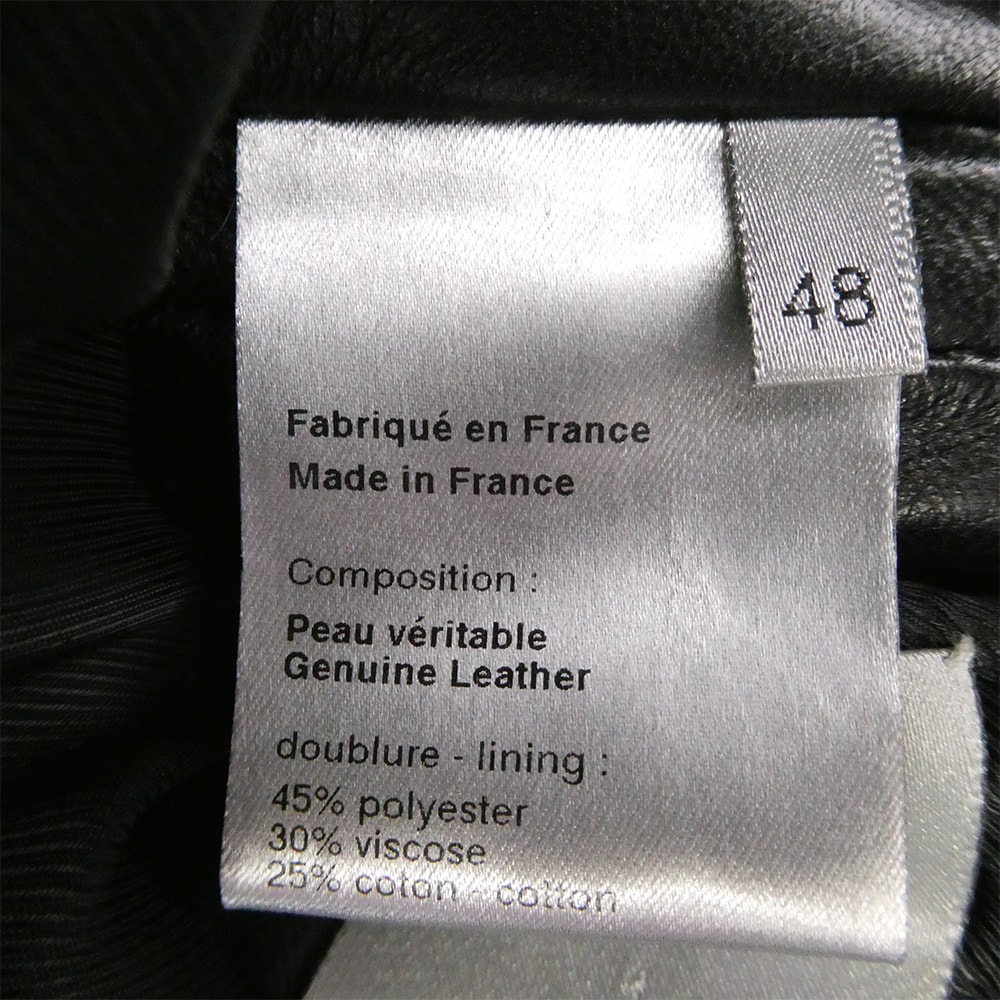 48
Fabriqué en France
Made in France
Composition :
Peau véritable
Genuine Leather
doublure - lining :
45% polyester
30% viscose
25% coton - cotton